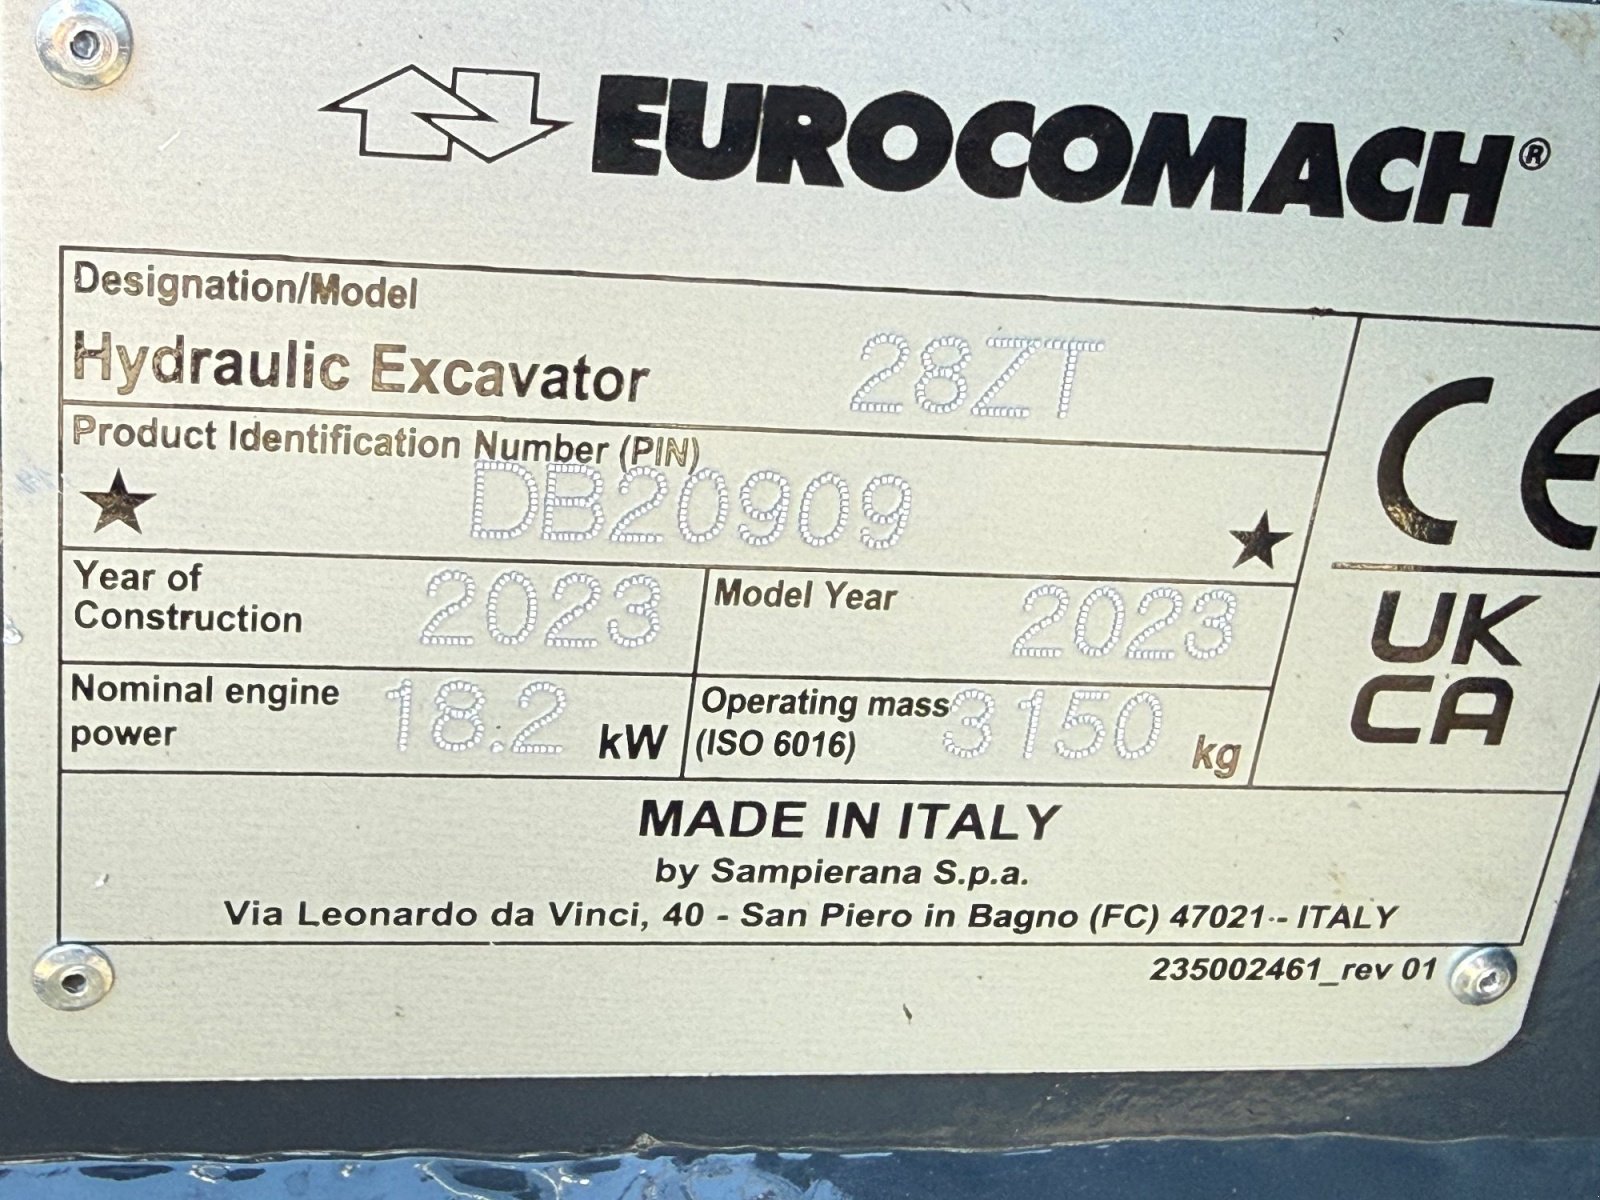 EUROCOMACH®
Designation/Model
Hydraulic Excavator 28ZT
Product Identification Number (PIN)
★ DB20909 ★
Year of Construction 2023
Model Year 2023
Nominal engine power 18.2 kW
Operating mass (ISO 6016) 3150 kg
CE
UK
CA
MADE IN ITALY
by Sampierana S.p.a.
Via Leonardo da Vinci, 40 - San Piero in Bagno (FC) 47021 - ITALY
235002461_rev 01